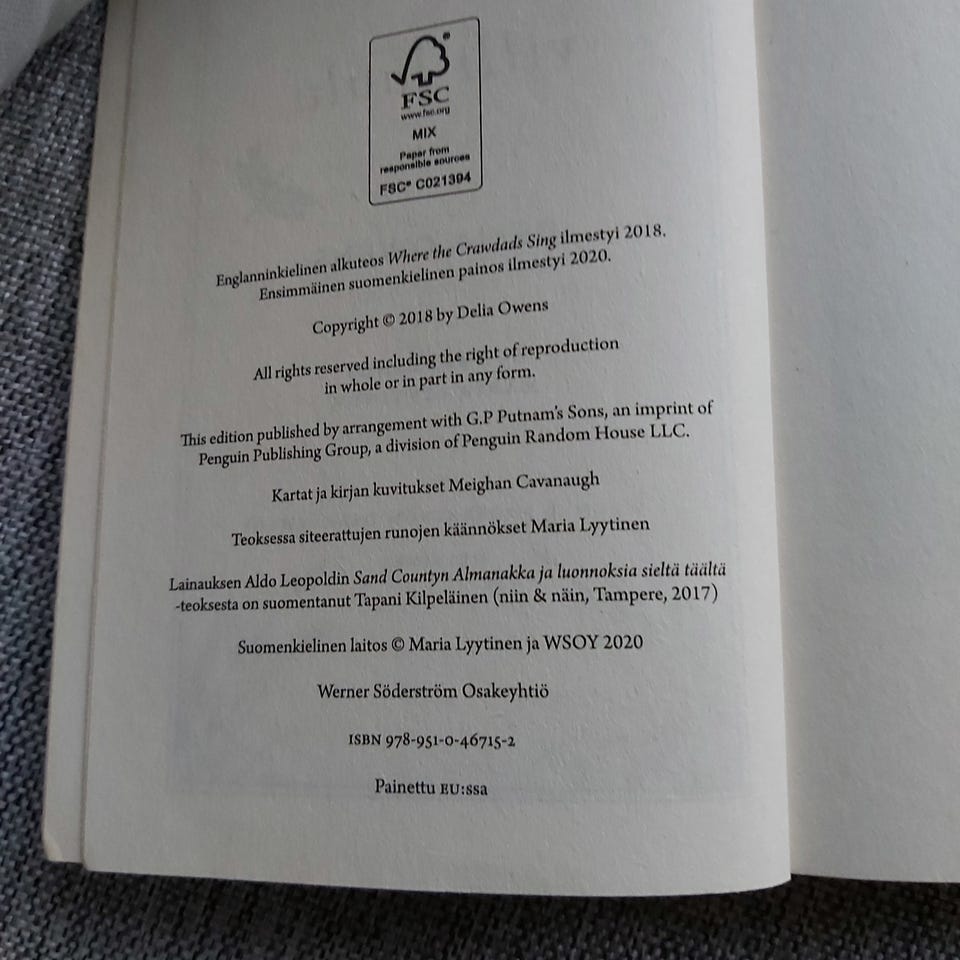 FSC
www.fsc.org
MIX
Paper from
responsible sources
FSC® C021394
Englanninkielinen alkuteos Where the Crawdads Sing ilmestyi 2018.
Ensimmäinen suomenkielinen painos ilmestyi 2020.
Copyright © 2018 by Delia Owens
All rights reserved including the right of reproduction
in whole or in part in any form.
This edition published by arrangement with G.P Putnam's Sons, an imprint of
Penguin Publishing Group, a division of Penguin Random House LLC.
Kartat ja kirjan kuvitukset Meighan Cavanaugh
Teoksessa siteerattujen runojen käännökset Maria Lyytinen
Lainauksen Aldo Leopoldin Sand Countyn Almanakka ja luonnoksia sieltä täältä
-teoksesta on suomentanut Tapani Kilpeläinen (niin & näin, Tampere, 2017)
Suomenkielinen laitos © Maria Lyytinen ja WSOY 2020
Werner Söderström Osakeyhtiö
ISBN 978-951-0-46715-2
Painettu EU:ssa